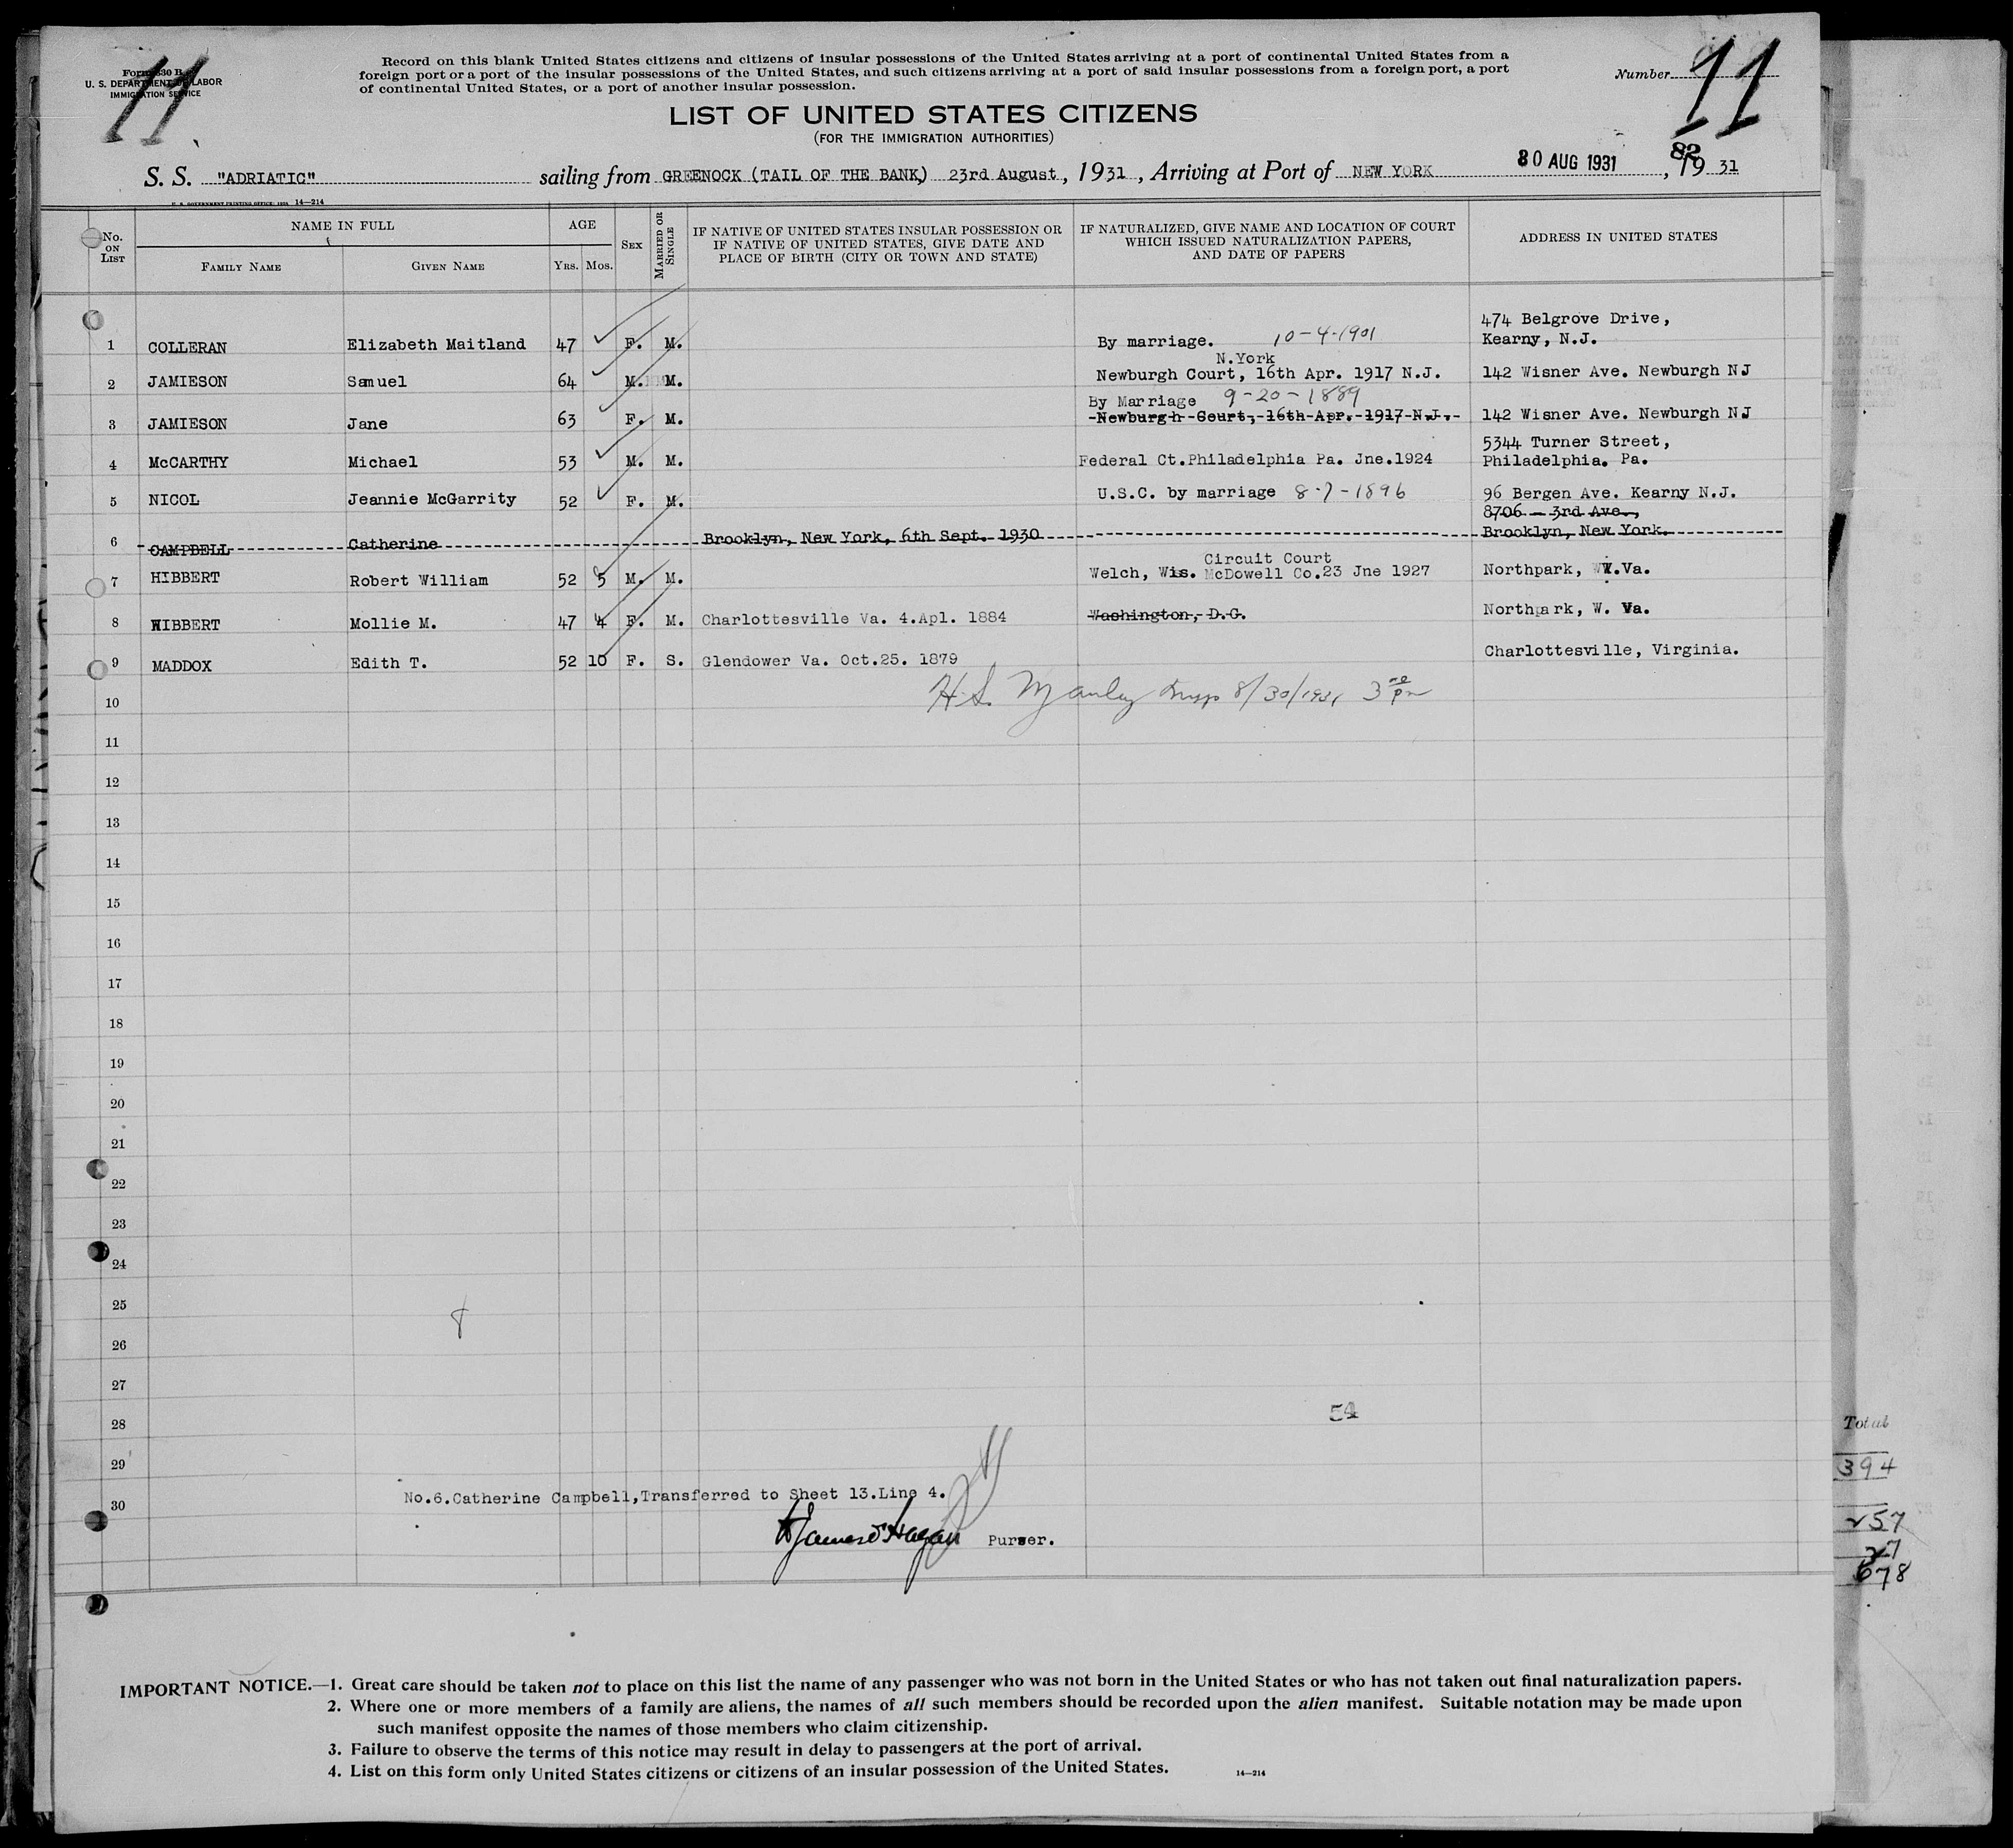 Record on this blank United States citizens and citizens of insular possessions of the United States arriving at a port of continental United States from a
foreign port or a port of the insular possessions of the United States, and such citizens arriving at a port of said insular possessions from a foreign port, a port
of continental United States, or a port of another insular possession.
Form 630 B
U. S. DEPARTMENT OF LABOR
IMMIGRATION SERVICE
11
Number 11
LIST OF UNITED STATES CITIZENS
(FOR THE IMMIGRATION AUTHORITIES)
S. S. "ADRIATIC" sailing from GREENOCK (TAIL OF THE BANK) 23rd August, 1931, Arriving at Port of NEW YORK 30 AUG 1931, 1931
82
14—214
No. ON LIST
NAME IN FULL
FAMILY NAME
GIVEN NAME
AGE
YRS. MOS.
SEX
MARRIED OR SINGLE
IF NATIVE OF UNITED STATES INSULAR POSSESSION OR
IF NATIVE OF UNITED STATES, GIVE DATE AND
PLACE OF BIRTH (CITY OR TOWN AND STATE)
IF NATURALIZED, GIVE NAME AND LOCATION OF COURT
WHICH ISSUED NATURALIZATION PAPERS,
AND DATE OF PAPERS
ADDRESS IN UNITED STATES
474 Belgrove Drive,
1 COLLERAN Elizabeth Maitland 47 F. M. By marriage. 10-4-1901 Kearny, N.J.
N.York
2 JAMIESON Samuel 64 M. M. Newburgh Court, 16th Apr. 1917 N.J. 142 Wisner Ave. Newburgh NJ
By Marriage 9-20-1889
3 JAMIESON Jane 63 F. M. Newburgh Court, 16th Apr. 1917 N.J. 142 Wisner Ave. Newburgh NJ
5344 Turner Street,
4 McCARTHY Michael 53 M. M. Federal Ct.Philadelphia Pa. Jne.1924 Philadelphia. Pa.
5 NICOL Jeannie McGarrity 52 F. M. U.S.C. by marriage 8-7-1896 96 Bergen Ave. Kearny N.J.
8706 - 3rd Ave.,
6 CAMPBELL Catherine Brooklyn, New York, 6th Sept. 1930 Brooklyn, New York.
Circuit Court
7 HIBBERT Robert William 52 5 M. M. Welch, Wis. McDowell Co.23 Jne 1927 Northpark, W.Va.
8 HIBBERT Mollie M. 47 4 F. M. Charlottesville Va. 4.Apl. 1884 Washington, D.C. Northpark, W. Va.
9 MADDOX Edith T. 52 10 F. S. Glendower Va. Oct.25. 1879 Charlottesville, Virginia.
H.S. Manley Insp 8/30/1931 3 pm
10
11
12
13
14
15
16
17
18
19
20
21
22
23
24
25
26
27
28
54
29
30
No.6.Catherine Campbell,Transferred to Sheet 13.Line 4.
Purser.
Total
394
257
27
678
IMPORTANT NOTICE.—1. Great care should be taken not to place on this list the name of any passenger who was not born in the United States or who has not taken out final naturalization papers.
2. Where one or more members of a family are aliens, the names of all such members should be recorded upon the alien manifest. Suitable notation may be made upon
such manifest opposite the names of those members who claim citizenship.
3. Failure to observe the terms of this notice may result in delay to passengers at the port of arrival.
4. List on this form only United States citizens or citizens of an insular possession of the United States.
14—214